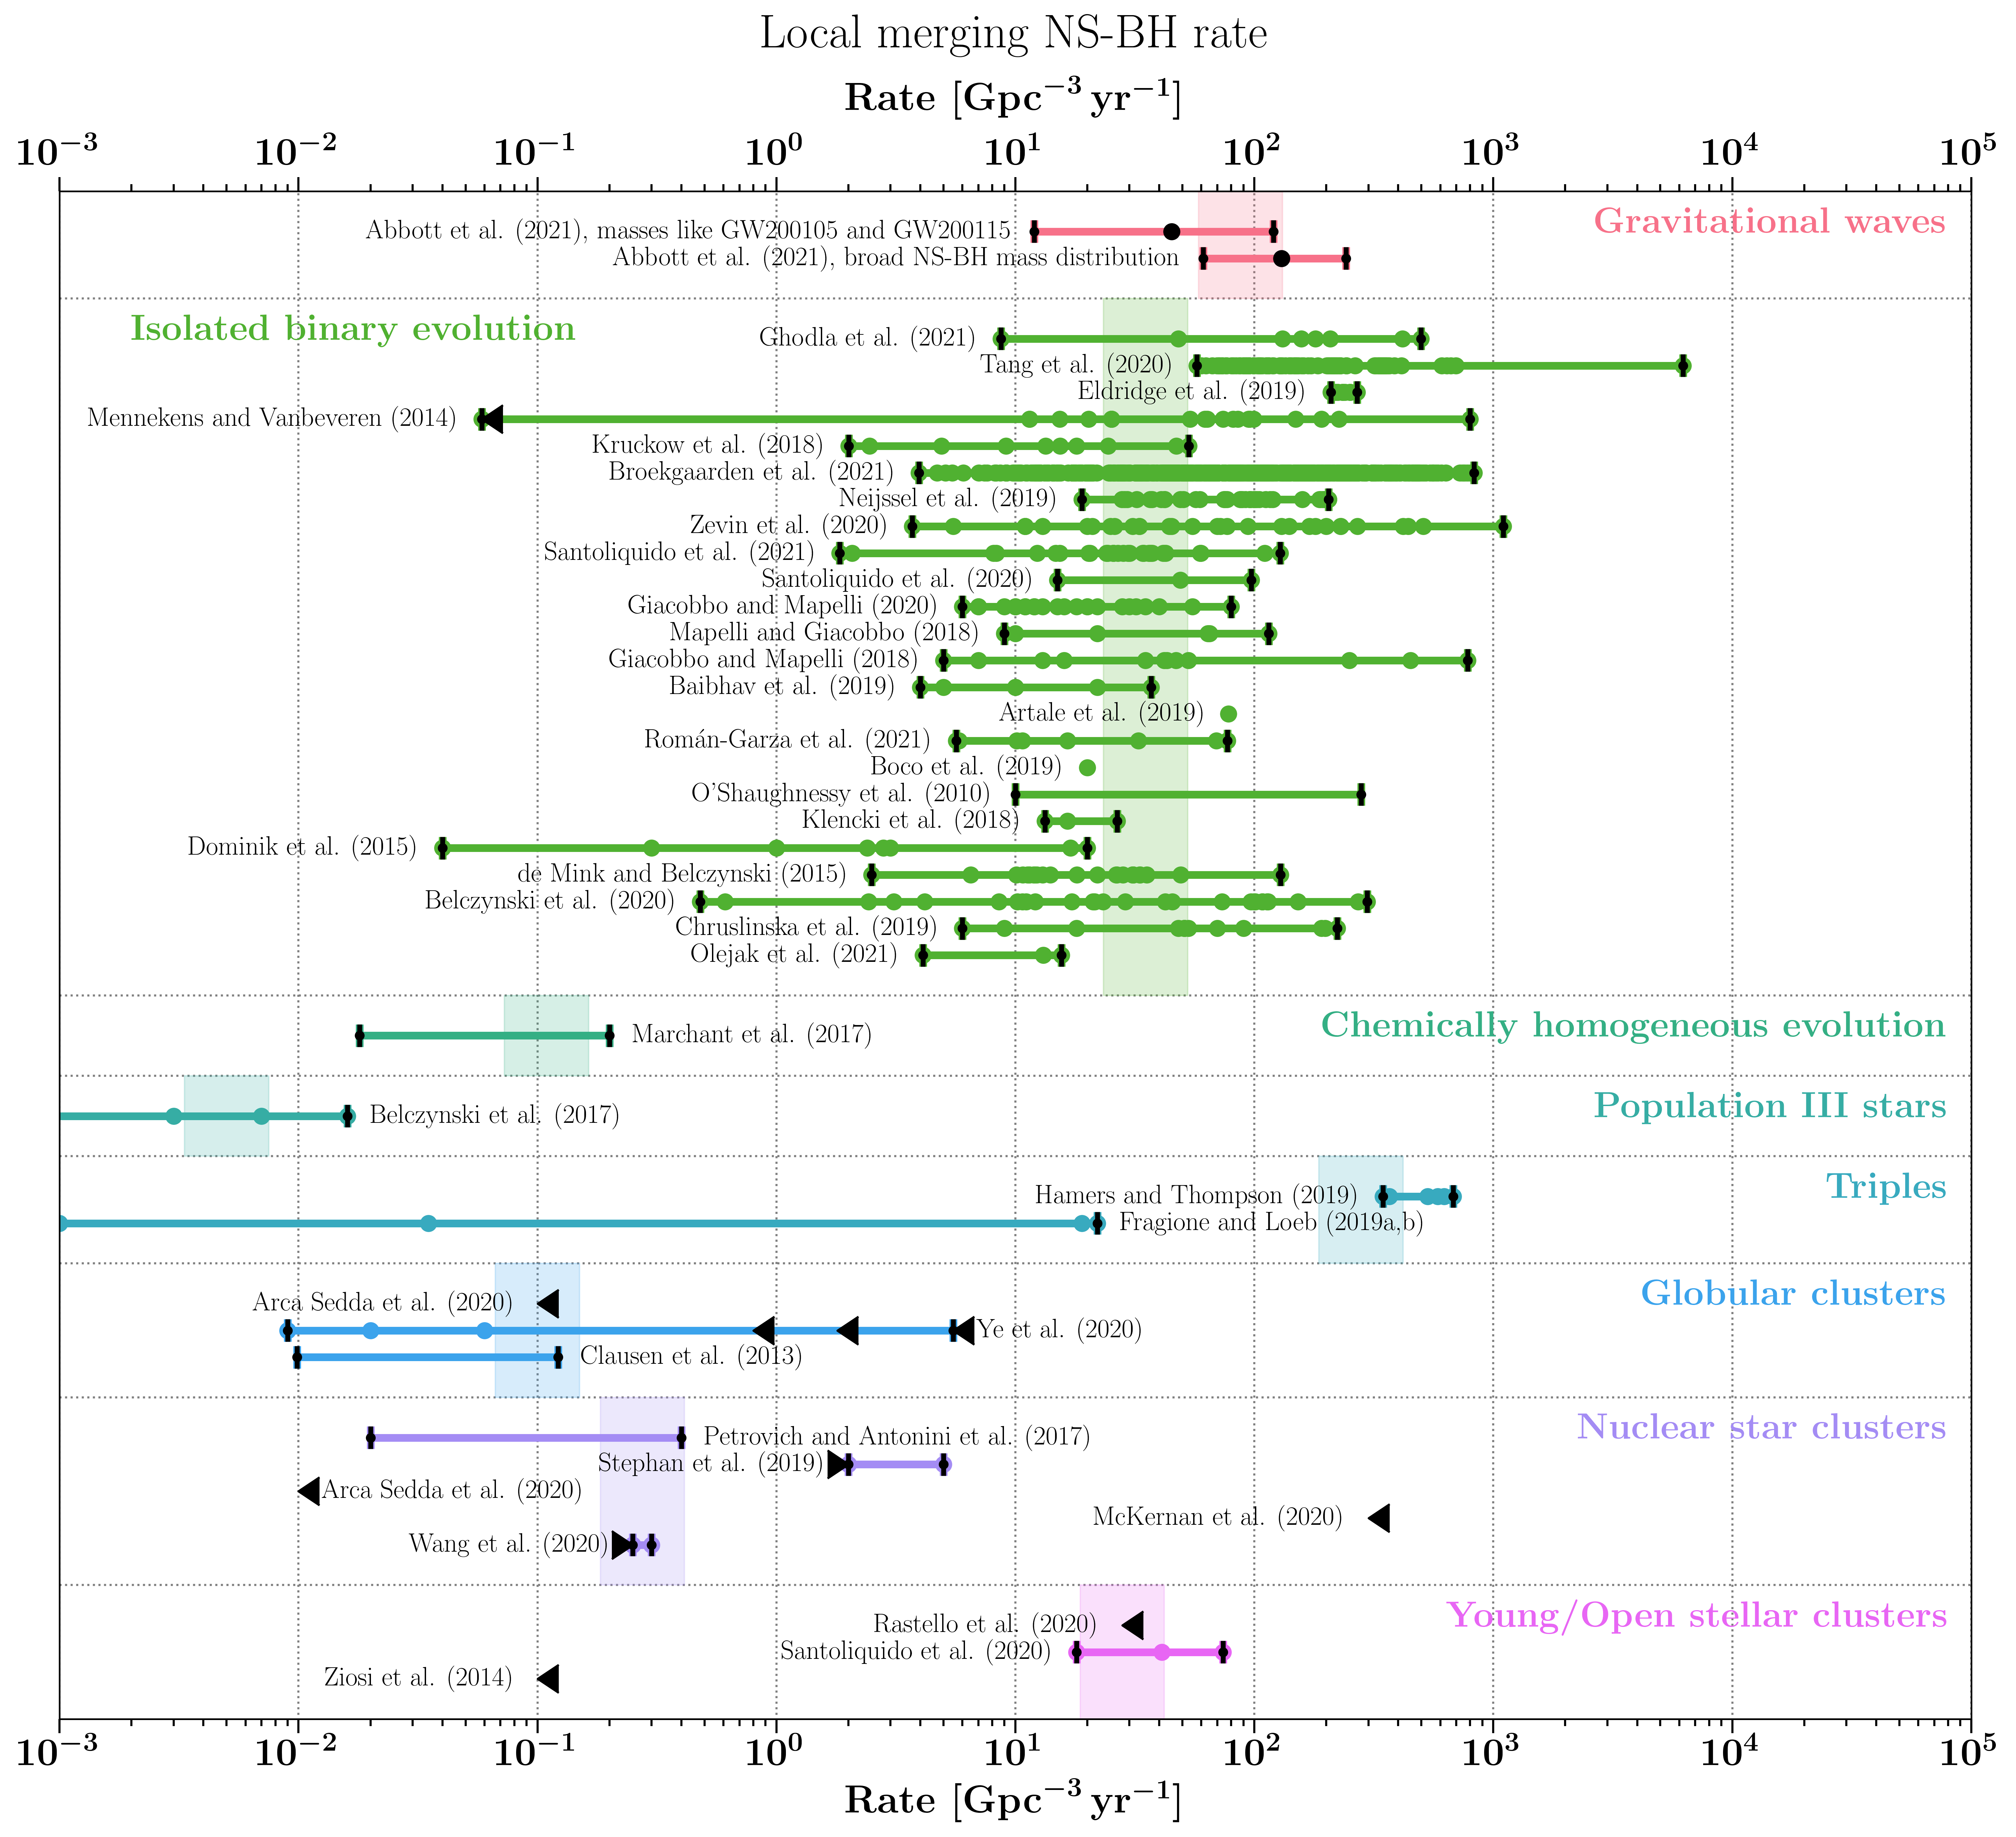 Local merging NS-BH rate
Rate [Gpc⁻³ yr⁻¹]
10⁻³ 10⁻² 10⁻¹ 10⁰ 10¹ 10² 10³ 10⁴ 10⁵
Gravitational waves
Abbott et al. (2021), masses like GW200105 and GW200115
Abbott et al. (2021), broad NS-BH mass distribution
Isolated binary evolution
Ghodla et al. (2021)
Tang et al. (2020)
Eldridge et al. (2019)
Mennekens and Vanbeveren (2014)
Kruckow et al. (2018)
Broekgaarden et al. (2021)
Neijssel et al. (2019)
Zevin et al. (2020)
Santoliquido et al. (2021)
Santoliquido et al. (2020)
Giacobbo and Mapelli (2020)
Mapelli and Giacobbo (2018)
Giacobbo and Mapelli (2018)
Baibhav et al. (2019)
Artale et al. (2019)
Román-Garza et al. (2021)
Boco et al. (2019)
O'Shaughnessy et al. (2010)
Klencki et al. (2018)
Dominik et al. (2015)
de Mink and Belczynski (2015)
Belczynski et al. (2020)
Chruslinska et al. (2019)
Olejak et al. (2021)
Chemically homogeneous evolution
Marchant et al. (2017)
Population III stars
Belczynski et al. (2017)
Triples
Hamers and Thompson (2019)
Fragione and Loeb (2019a,b)
Globular clusters
Arca Sedda et al. (2020)
Ye et al. (2020)
Clausen et al. (2013)
Nuclear star clusters
Petrovich and Antonini et al. (2017)
Stephan et al. (2019)
Arca Sedda et al. (2020)
McKernan et al. (2020)
Wang et al. (2020)
Young/Open stellar clusters
Rastello et al. (2020)
Santoliquido et al. (2020)
Ziosi et al. (2014)
10⁻³ 10⁻² 10⁻¹ 10⁰ 10¹ 10² 10³ 10⁴ 10⁵
Rate [Gpc⁻³ yr⁻¹]